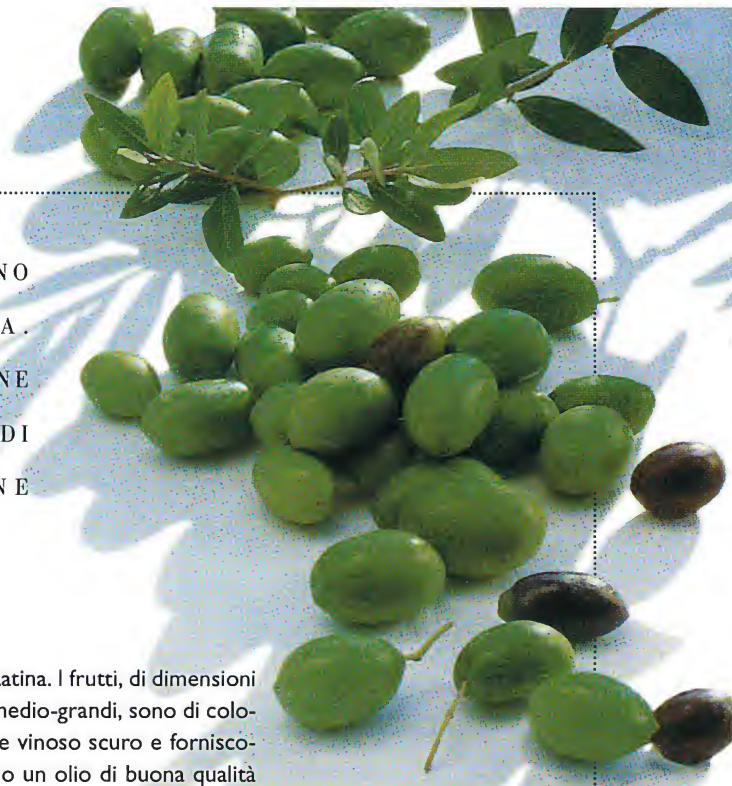 NO
A.
NE
DI
NE
atina. I frutti, di dimensioni
nedio-grandi, sono di colo-
e vinoso scuro e fornisco-
o un olio di buona qualità